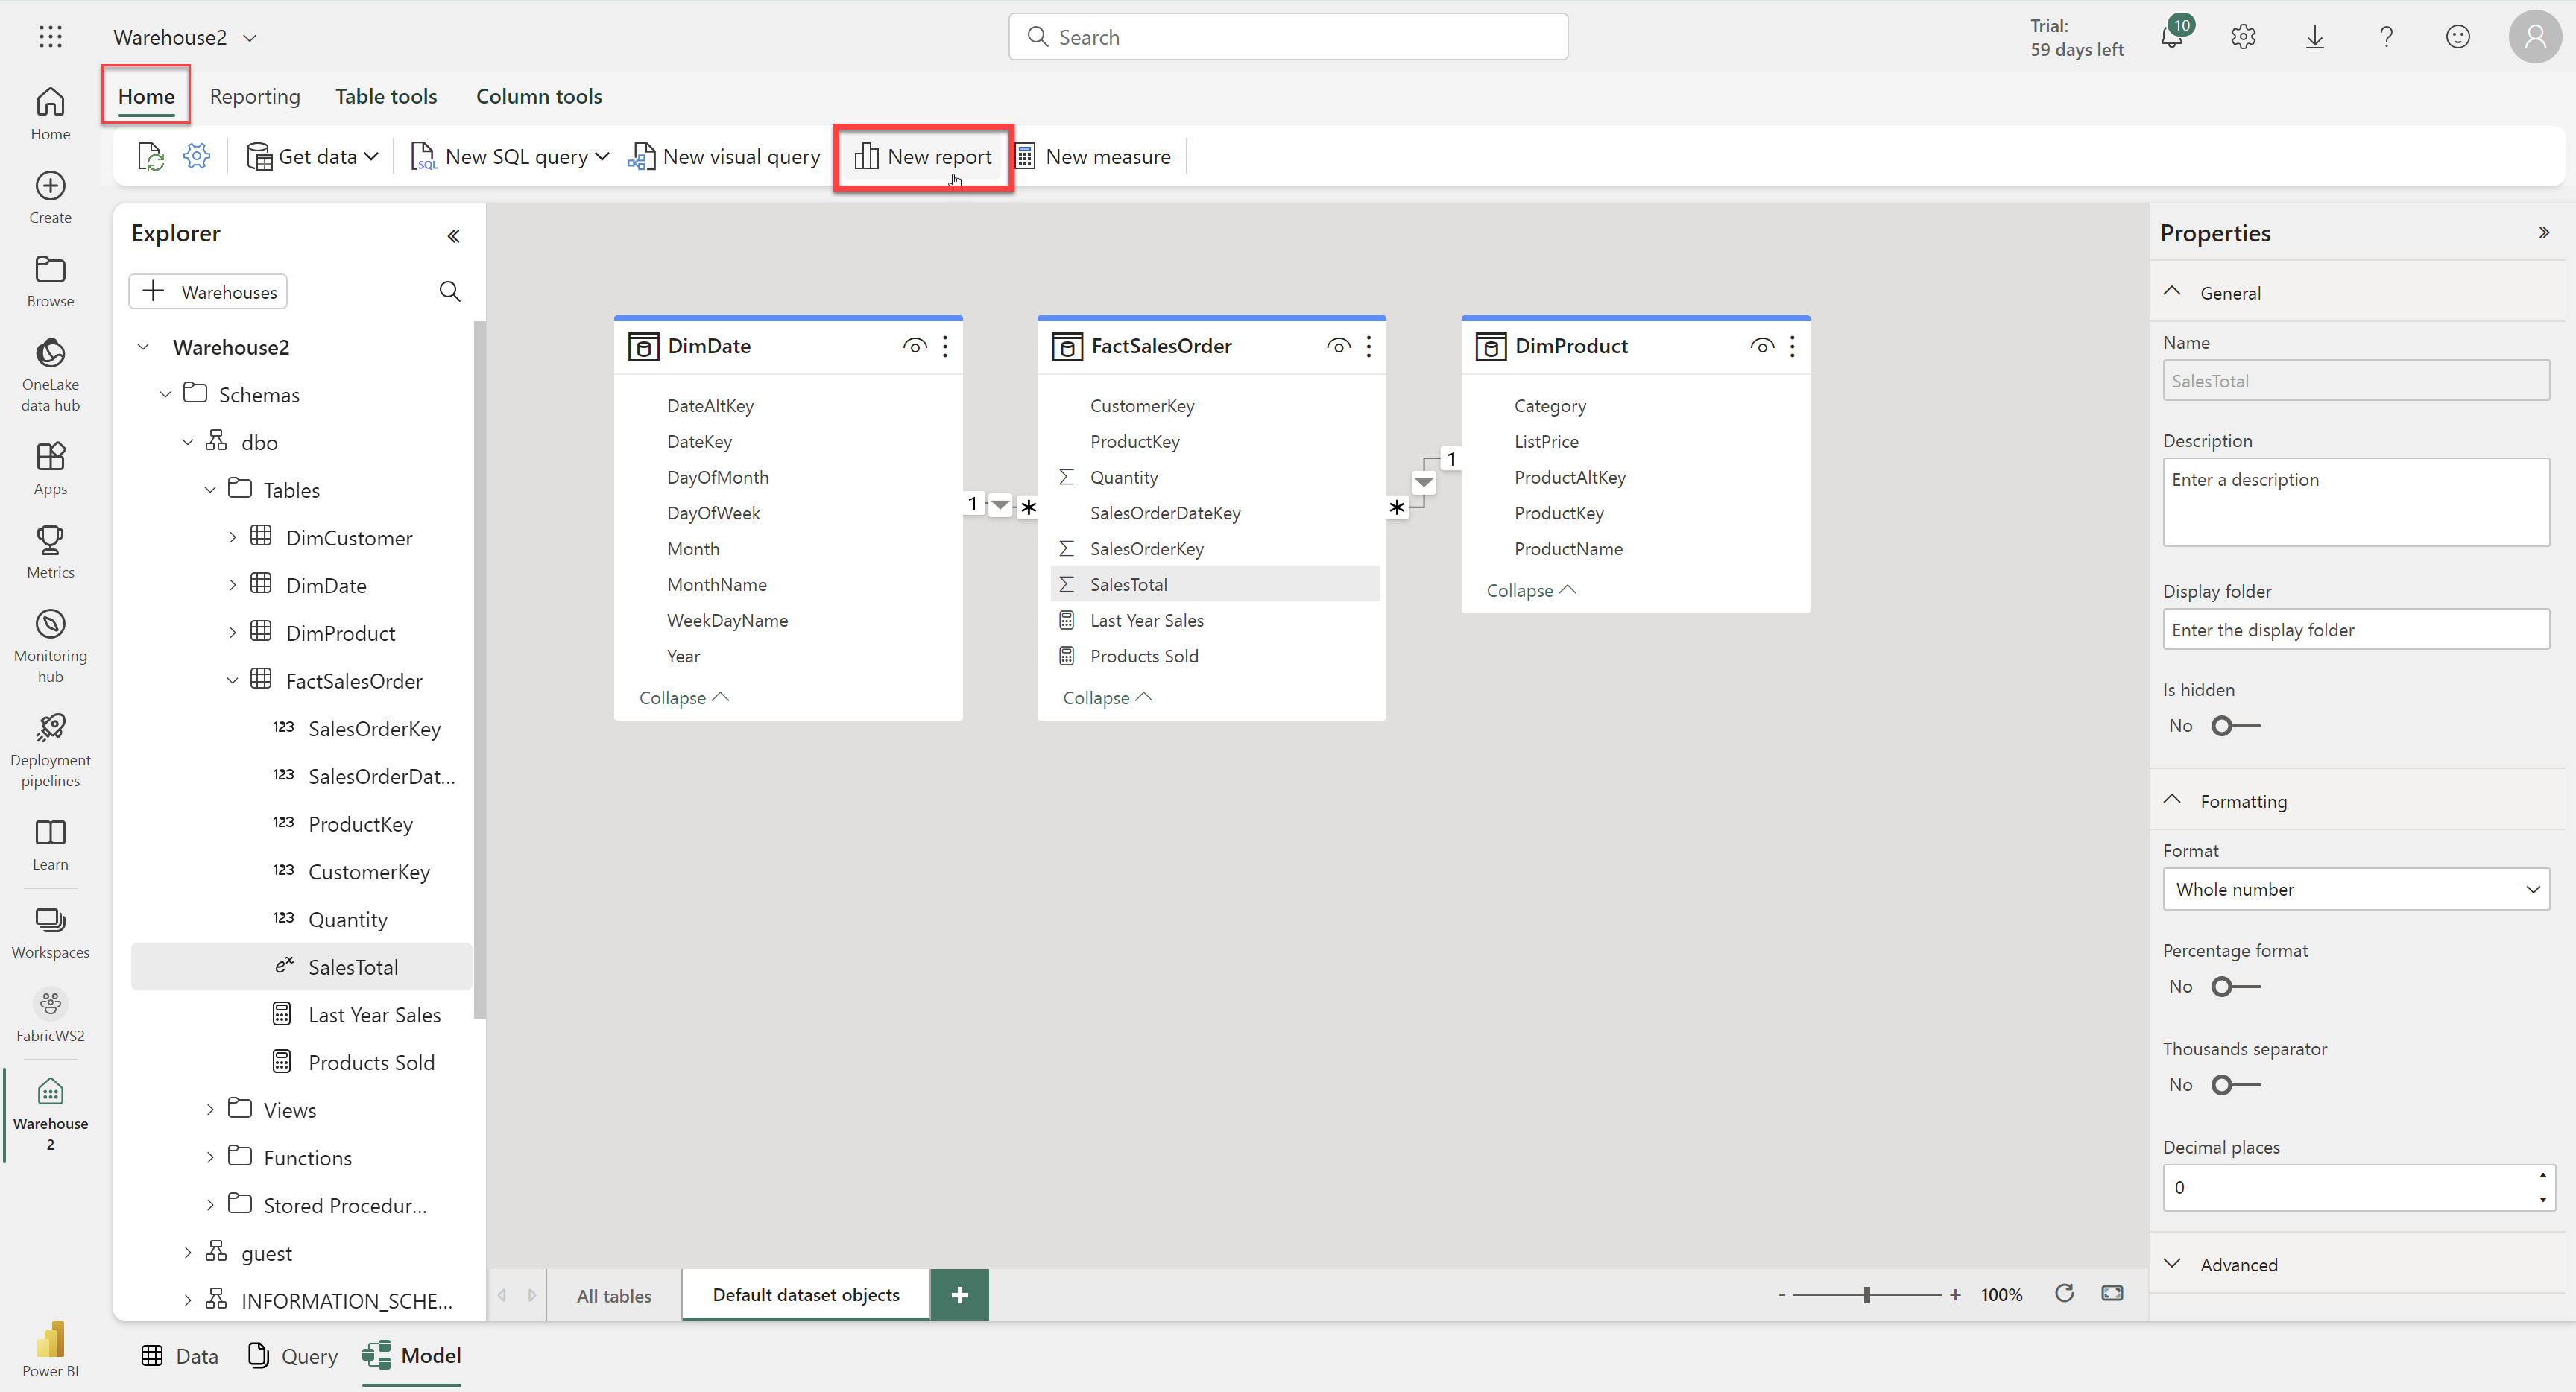 Warehouse2
Search
Trial:
59 days left
10
Home
Reporting
Table tools
Column tools
Get data
New SQL query
New visual query
New report
New measure
Home
Create
Browse
OneLake
data hub
Apps
Metrics
Monitoring
hub
Deployment
pipelines
Learn
Workspaces
FabricWS2
Warehouse
2
Power BI
Explorer
Warehouses
Warehouse2
Schemas
dbo
Tables
DimCustomer
DimDate
DimProduct
FactSalesOrder
123 SalesOrderKey
123 SalesOrderDat...
123 ProductKey
123 CustomerKey
123 Quantity
SalesTotal
Last Year Sales
Products Sold
Views
Functions
Stored Procedur...
guest
INFORMATION_SCHE...
DimDate
DateAltKey
DateKey
DayOfMonth
DayOfWeek
Month
MonthName
WeekDayName
Year
Collapse
1
*
FactSalesOrder
CustomerKey
ProductKey
Quantity
SalesOrderDateKey
SalesOrderKey
SalesTotal
Last Year Sales
Products Sold
Collapse
*
1
DimProduct
Category
ListPrice
ProductAltKey
ProductKey
ProductName
Collapse
Properties
General
Name
SalesTotal
Description
Enter a description
Display folder
Enter the display folder
Is hidden
No
Formatting
Format
Whole number
Percentage format
No
Thousands separator
No
Decimal places
0
Advanced
All tables
Default dataset objects
+
- + 100%
Data
Query
Model